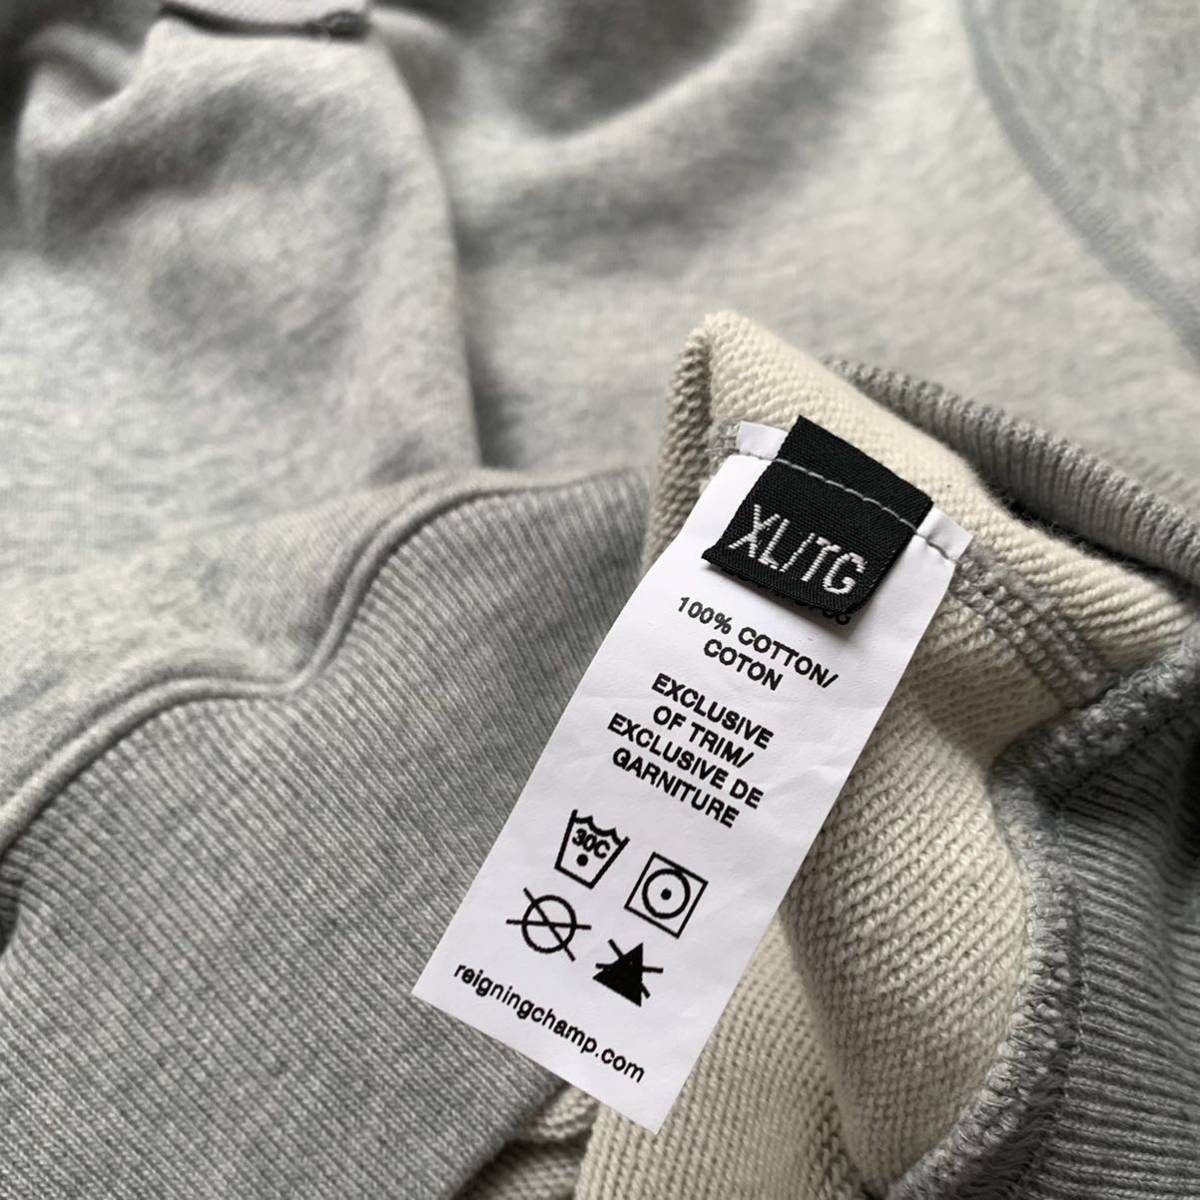 XL/TG
100% COTTON/
COTON
EXCLUSIVE
OF TRIM/
EXCLUSIVE DE
GARNITURE
30C
reigningchamp.com